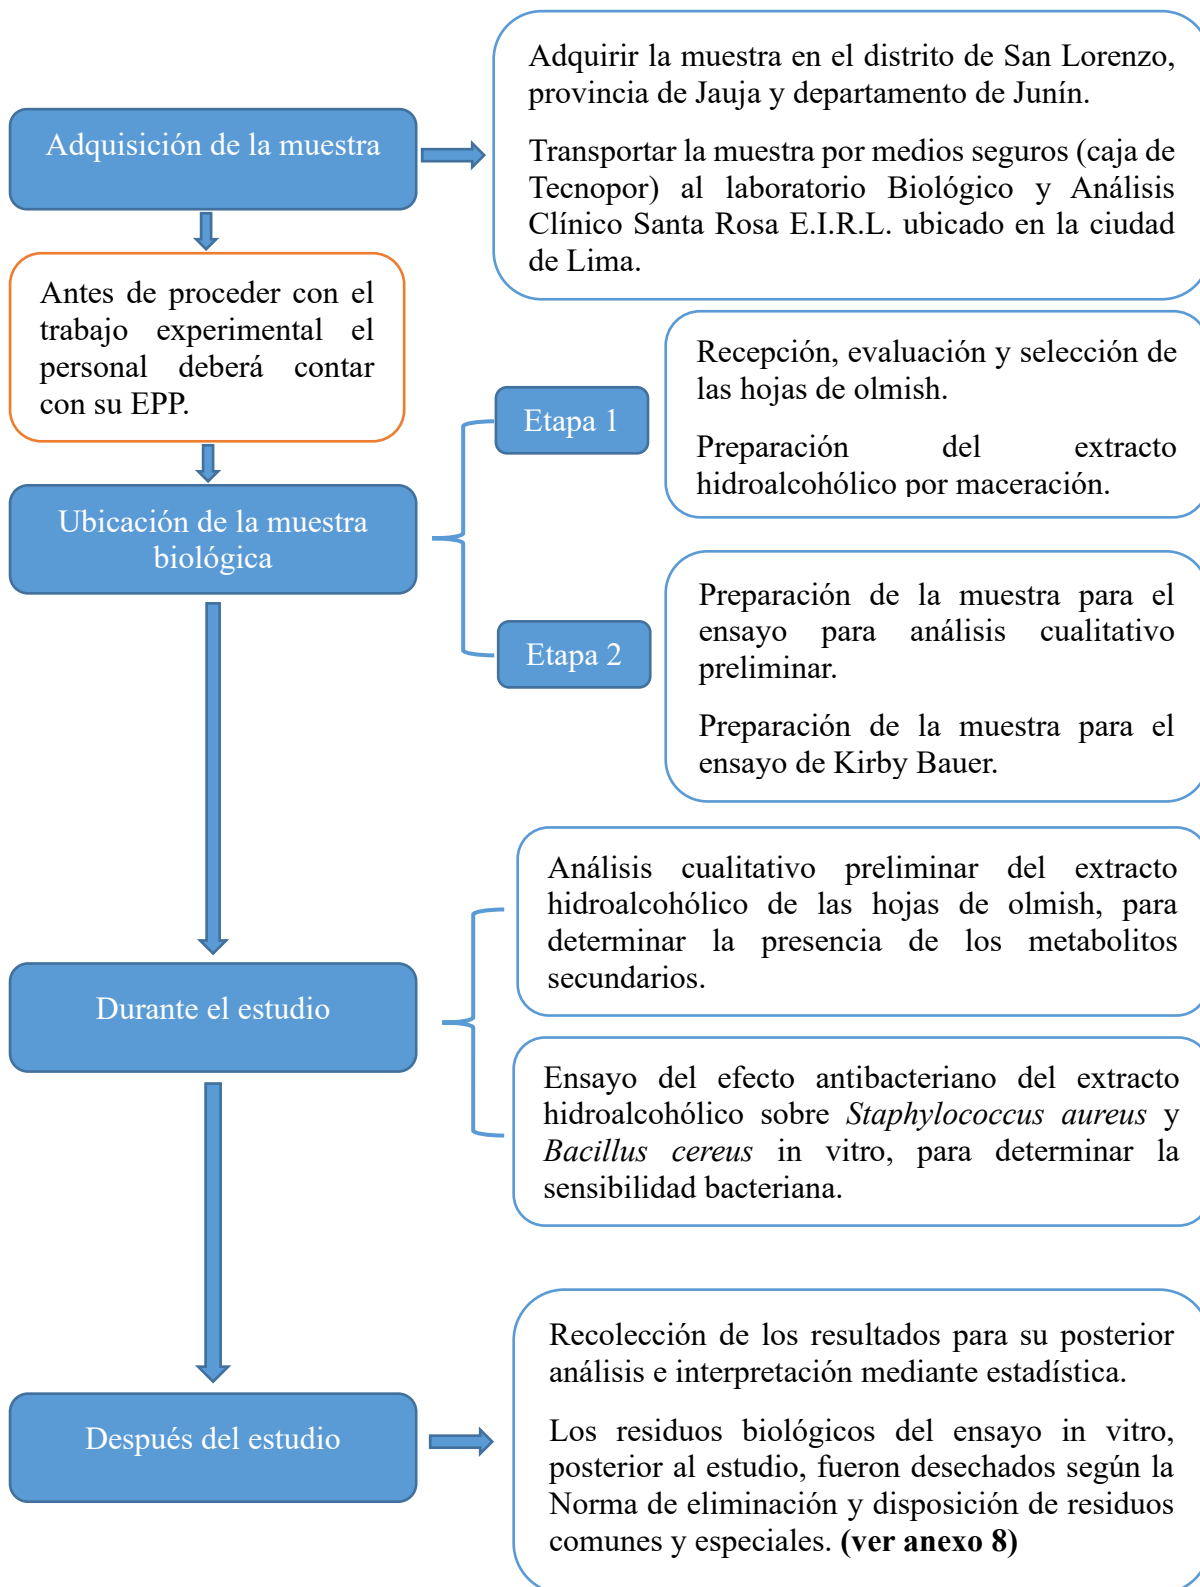 Adquisición de la muestra
Adquirir la muestra en el distrito de San Lorenzo,
provincia de Jauja y departamento de Junín.
Transportar la muestra por medios seguros (caja de
Tecnopor) al laboratorio Biológico y Análisis
Clínico Santa Rosa E.I.R.L. ubicado en la ciudad
de Lima.
Antes de proceder con el
trabajo experimental el
personal deberá contar
con su EPP.
Ubicación de la muestra
biológica
Etapa 1
Recepción, evaluación y selección de
las hojas de olmish.
Preparación del extracto
hidroalcohólico por maceración.
Etapa 2
Preparación de la muestra para el
ensayo para análisis cualitativo
preliminar.
Preparación de la muestra para el
ensayo de Kirby Bauer.
Durante el estudio
Análisis cualitativo preliminar del extracto
hidroalcohólico de las hojas de olmish, para
determinar la presencia de los metabolitos
secundarios.
Ensayo del efecto antibacteriano del extracto
hidroalcohólico sobre Staphylococcus aureus y
Bacillus cereus in vitro, para determinar la
sensibilidad bacteriana.
Después del estudio
Recolección de los resultados para su posterior
análisis e interpretación mediante estadística.
Los residuos biológicos del ensayo in vitro,
posterior al estudio, fueron desechados según la
Norma de eliminación y disposición de residuos
comunes y especiales. (ver anexo 8)